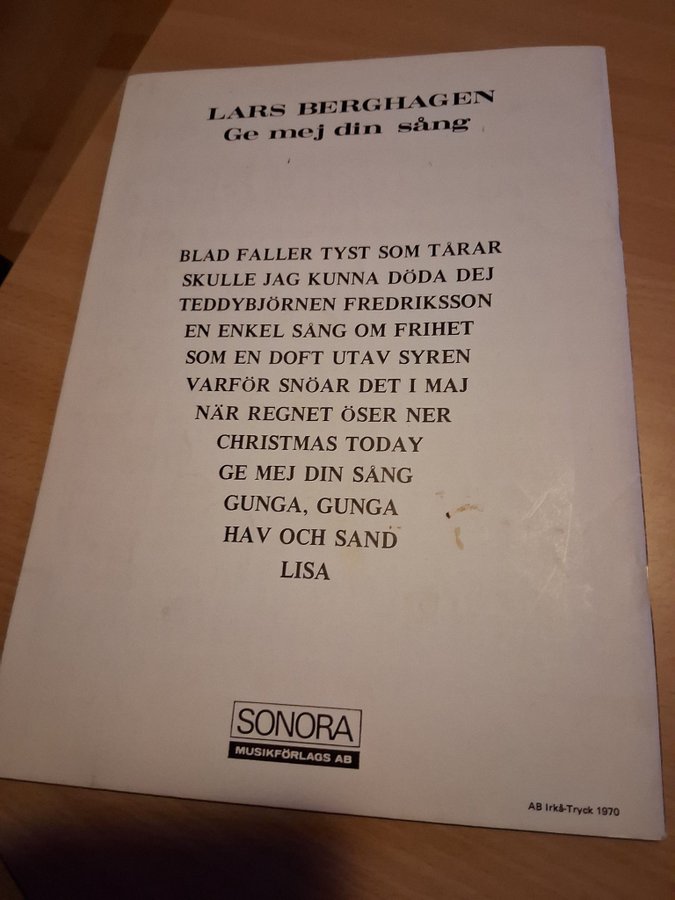 LARS BERGHAGEN
Ge mej din sång
BLAD FALLER TYST SOM TÅRAR
SKULLE JAG KUNNA DÖDA DEJ
TEDDYBJÖRNEN FREDRIKSSON
EN ENKEL SÅNG OM FRIHET
SOM EN DOFT UTAV SYREN
VARFÖR SNÖAR DET I MAJ
NÄR REGNET ÖSER NER
CHRISTMAS TODAY
GE MEJ DIN SÅNG
GUNGA, GUNGA
HAV OCH SAND
LISA
SONORA
MUSIKFÖRLAGS AB
AB Irkå-Tryck 1970